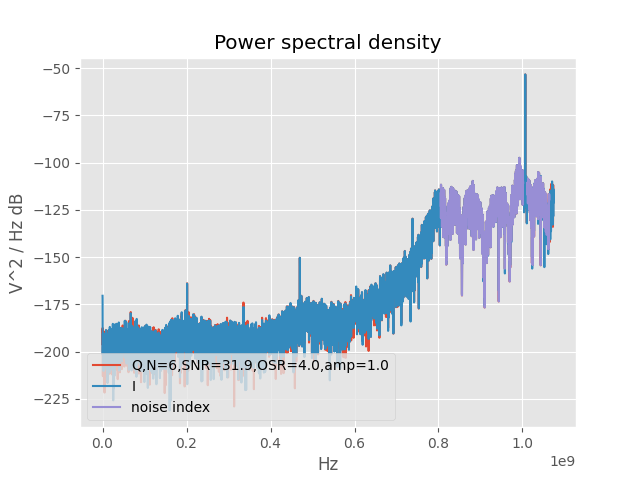 Power spectral density
V^2 / Hz dB
−50
−75
−100
−125
−150
−175
−200
−225
Q,N=6,SNR=31.9,OSR=4.0,amp=1.0
I
noise index
0.0 0.2 0.4 0.6 0.8 1.0
1e9
Hz